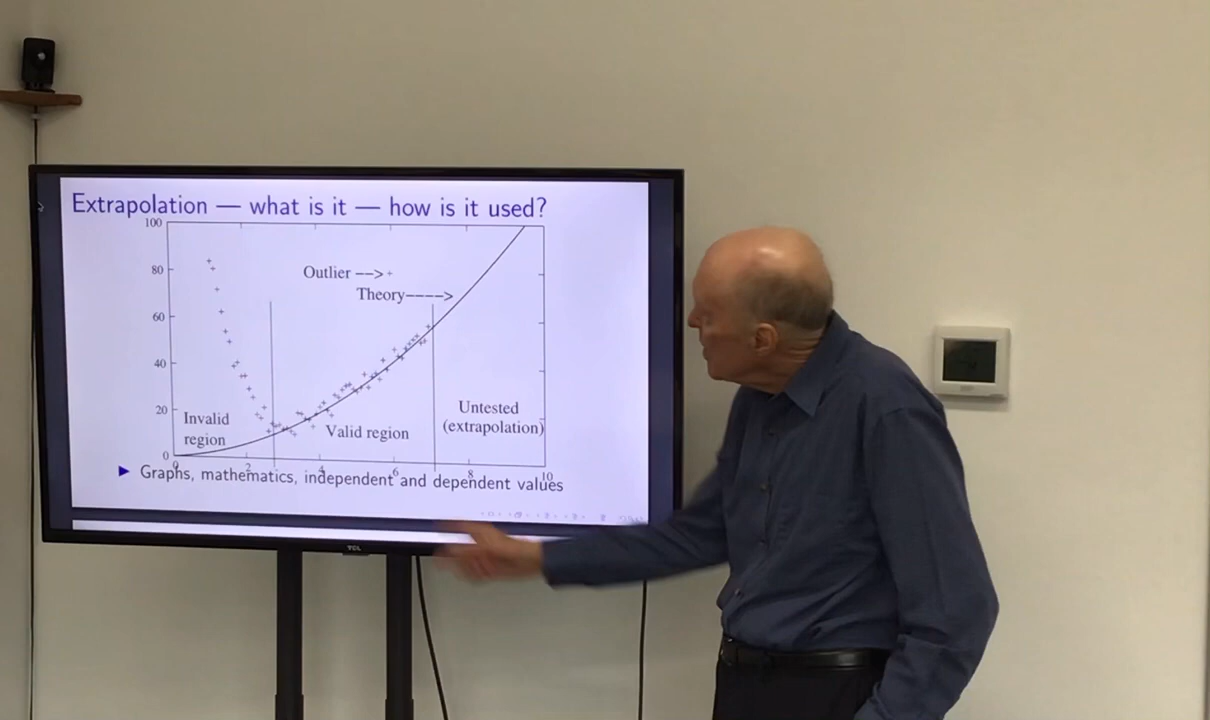 Extrapolation — what is it — how is it used?
100
80
60
40
20
0
Outlier -->+
Theory---->
Invalid
region
Valid region
Untested
(extrapolation)
0 2 4 6 8 10
Graphs, mathematics, independent and dependent values
TCL